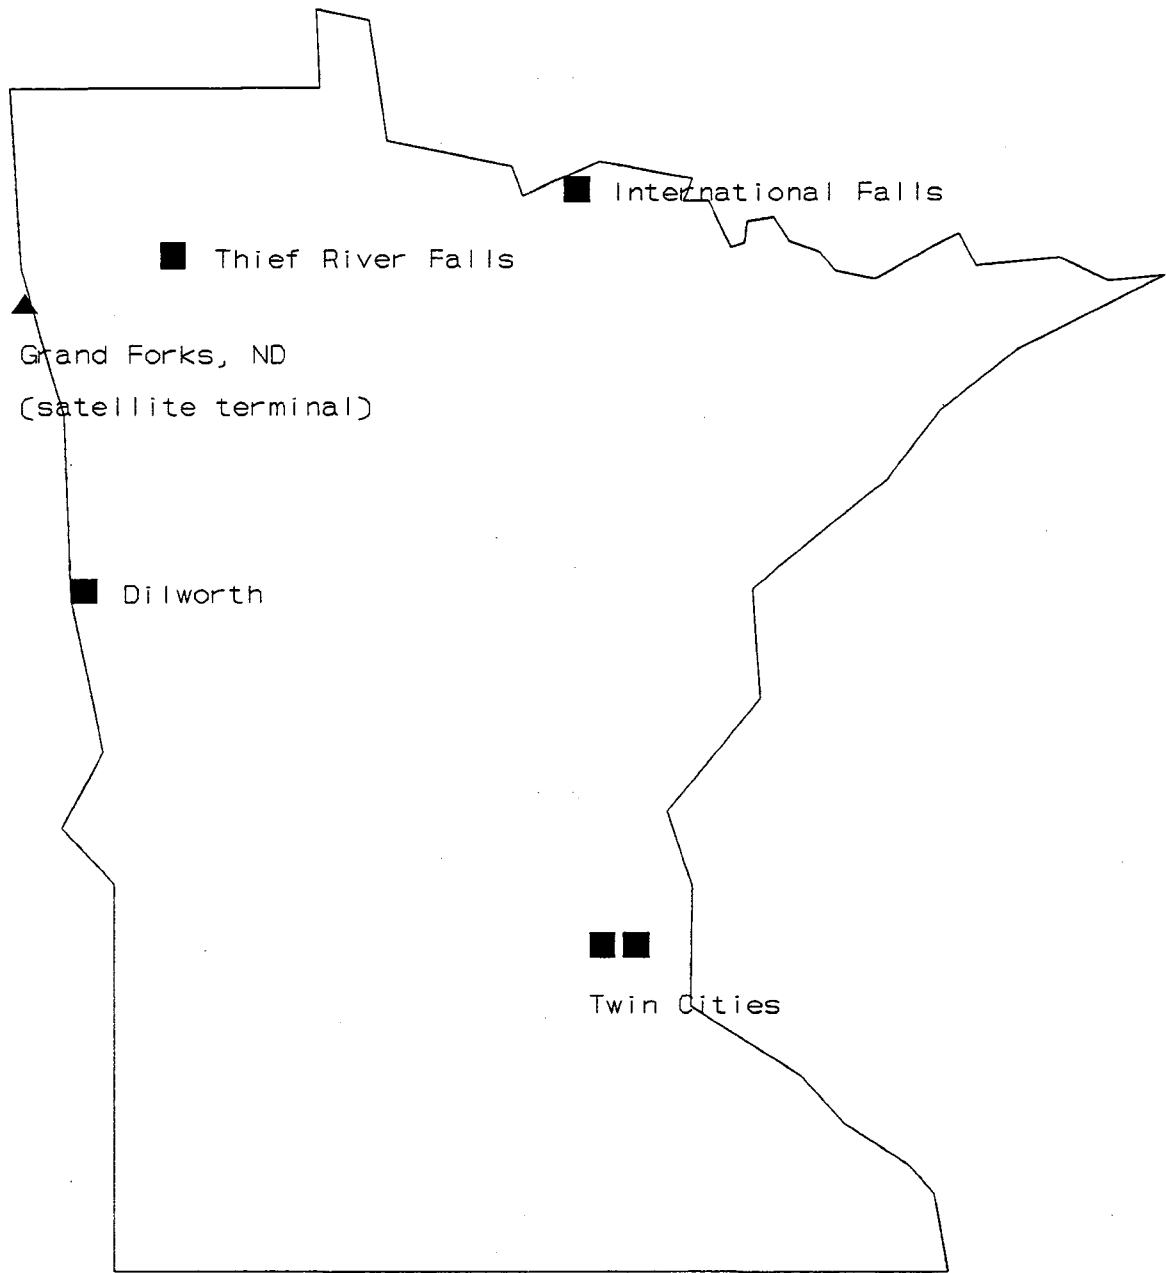 International Falls
Thief River Falls
Grand Forks, ND
(satellite terminal)
Dilworth
Twin Cities